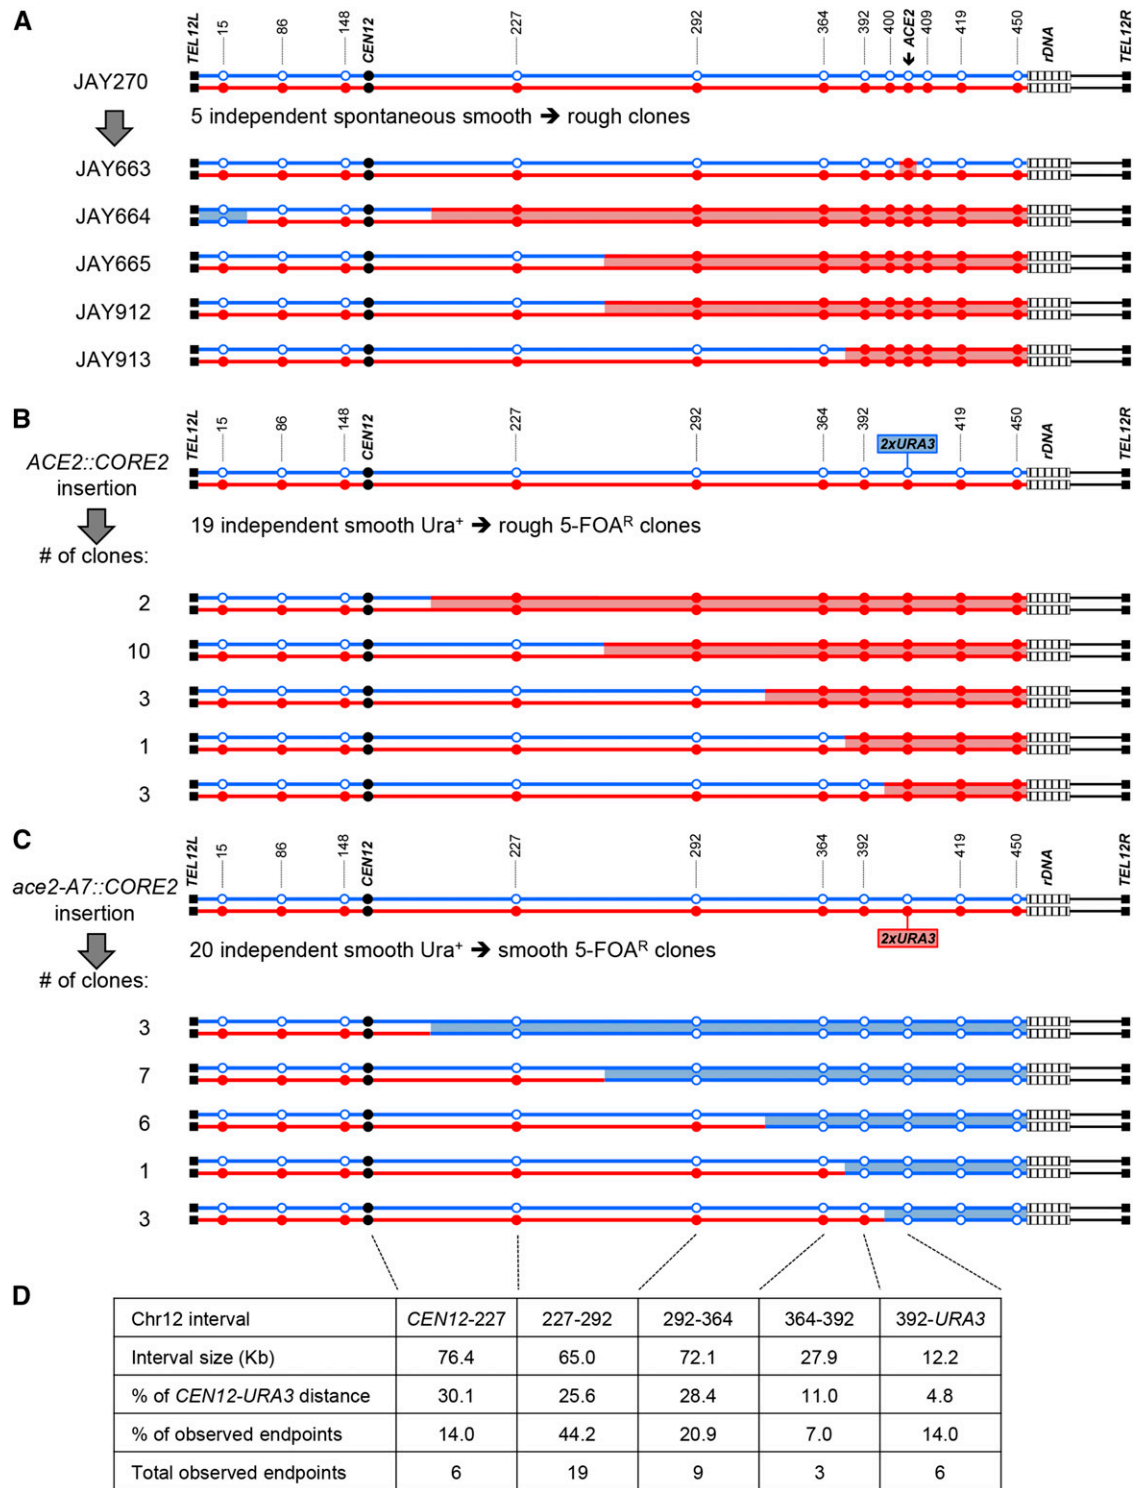 A
TEL12L 15 86 148 CEN12 227 292 364 392 400 ACE2 409 419 450 rDNA TEL12R
JAY270
5 independent spontaneous smooth ➔ rough clones
JAY663
JAY664
JAY665
JAY912
JAY913
B
TEL12L 15 86 148 CEN12 227 292 364 392 419 450 rDNA TEL12R
2xURA3
ACE2::CORE2
insertion
19 independent smooth Ura⁺ ➔ rough 5-FOAᴿ clones
# of clones:
2
10
3
1
3
C
TEL12L 15 86 148 CEN12 227 292 364 392 419 450 rDNA TEL12R
ace2-A7::CORE2
insertion
2xURA3
20 independent smooth Ura⁺ ➔ smooth 5-FOAᴿ clones
# of clones:
3
7
6
1
3
D
Chr12 interval CEN12-227 227-292 292-364 364-392 392-URA3
Interval size (Kb) 76.4 65.0 72.1 27.9 12.2
% of CEN12-URA3 distance 30.1 25.6 28.4 11.0 4.8
% of observed endpoints 14.0 44.2 20.9 7.0 14.0
Total observed endpoints 6 19 9 3 6